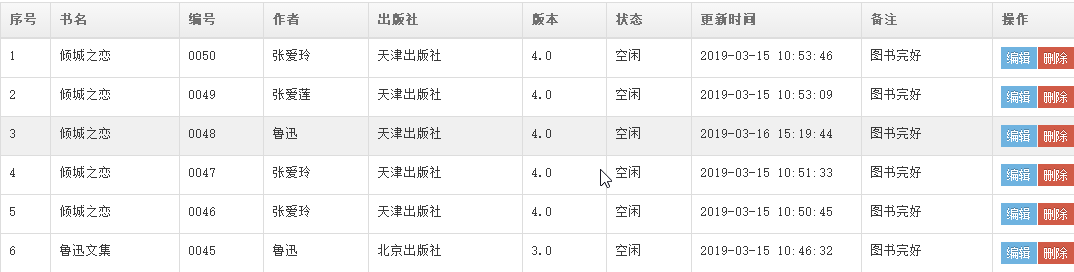 序号 书名 编号 作者 出版社 版本 状态 更新时间 备注 操作
1 倾城之恋 0050 张爱玲 天津出版社 4.0 空闲 2019-03-15 10:53:46 图书完好 编辑 删除
2 倾城之恋 0049 张爱莲 天津出版社 4.0 空闲 2019-03-15 10:53:09 图书完好 编辑 删除
3 倾城之恋 0048 鲁迅 天津出版社 4.0 空闲 2019-03-16 15:19:44 图书完好 编辑 删除
4 倾城之恋 0047 张爱玲 天津出版社 4.0 空闲 2019-03-15 10:51:33 图书完好 编辑 删除
5 倾城之恋 0046 张爱玲 天津出版社 4.0 空闲 2019-03-15 10:50:45 图书完好 编辑 删除
6 鲁迅文集 0045 鲁迅 北京出版社 3.0 空闲 2019-03-15 10:46:32 图书完好 编辑 删除